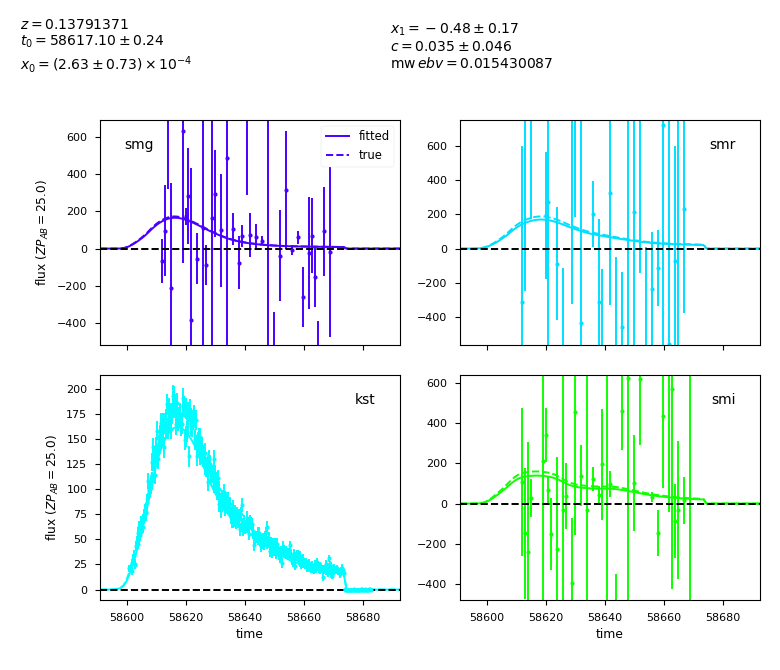 z = 0.13791371
t₀ = 58617.10 ± 0.24
x₀ = (2.63 ± 0.73) × 10⁻⁴
x₁ = −0.48 ± 0.17
c = 0.035 ± 0.046
mw ebv = 0.015430087
smg
fitted
true
600
400
200
0
−200
−400
flux (ZP_AB = 25.0)
smr
600
400
200
0
−200
−400
kst
200
175
150
125
100
75
50
25
0
flux (ZP_AB = 25.0)
58600 58620 58640 58660 58680
time
smi
600
400
200
0
−200
−400
58600 58620 58640 58660 58680
time